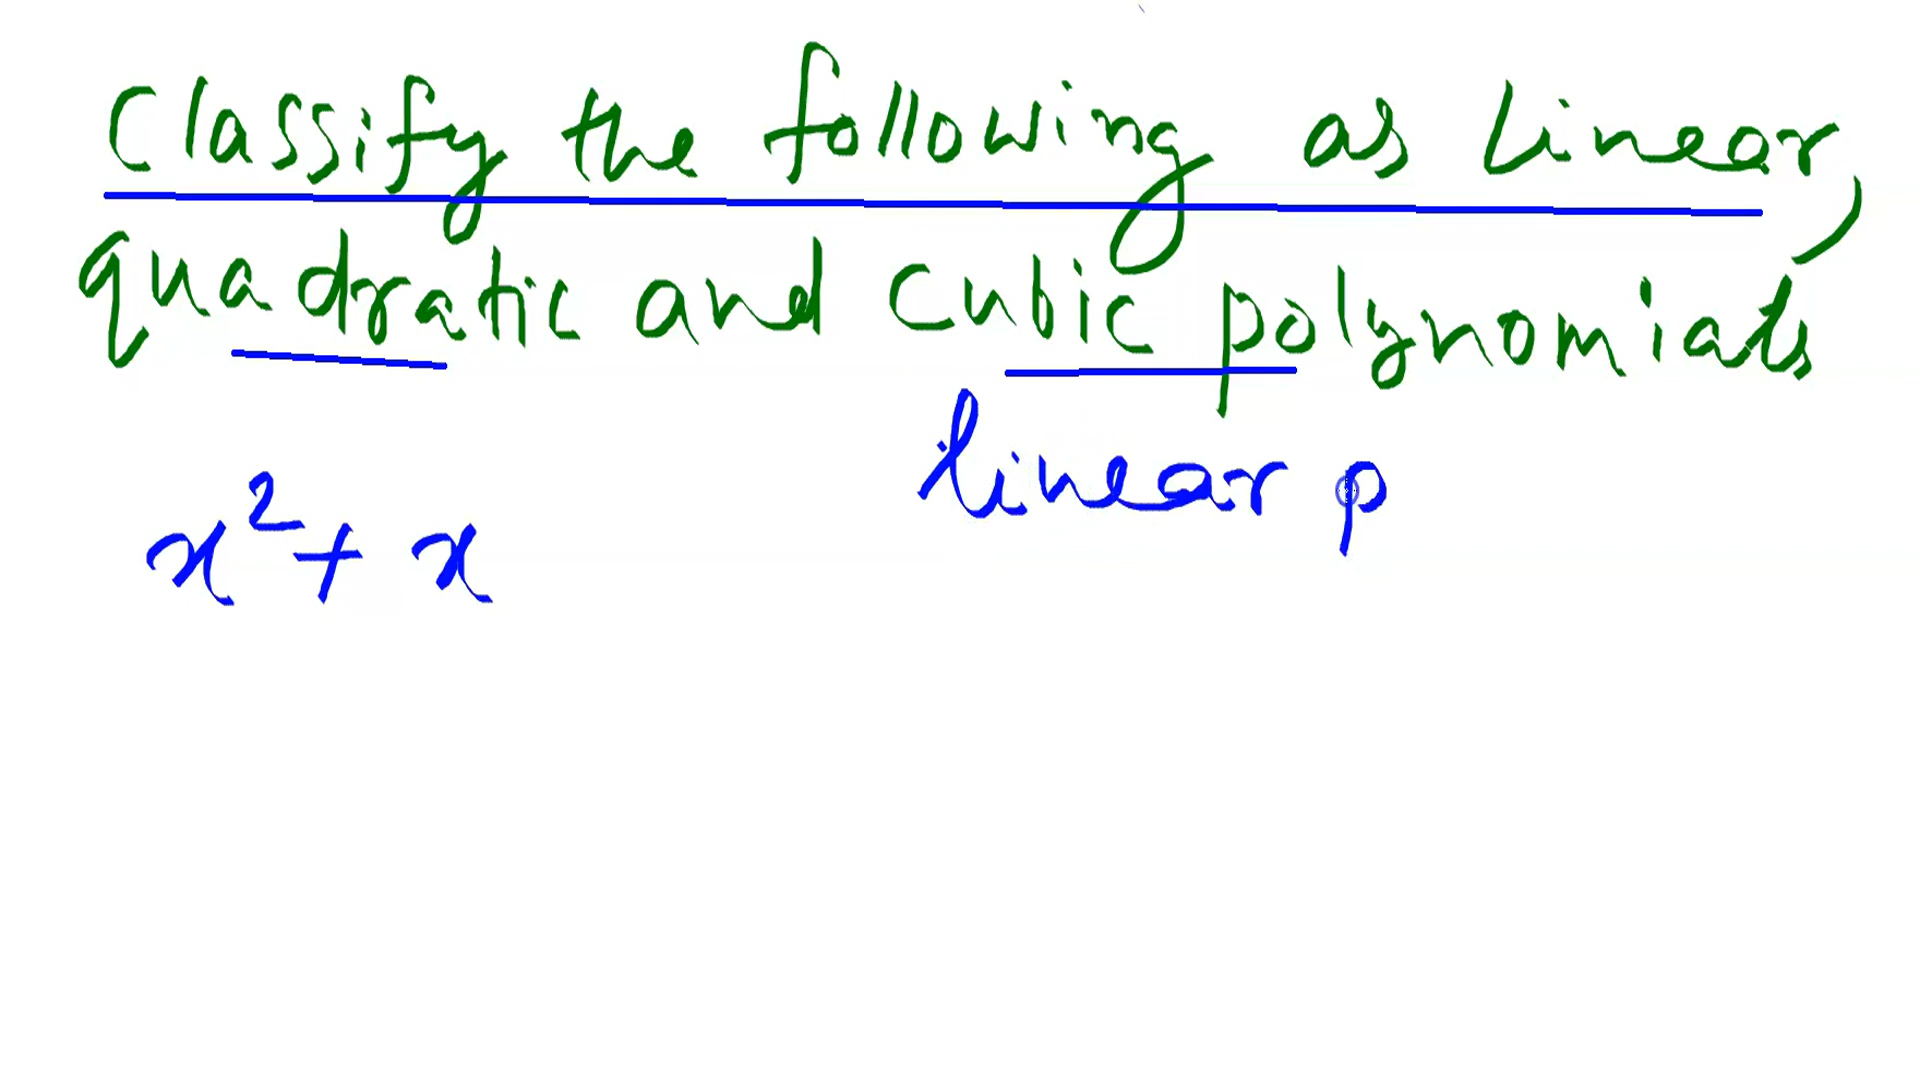 Classify the following as linear,
quadratic and cubic polynomials
linear p
x² + x